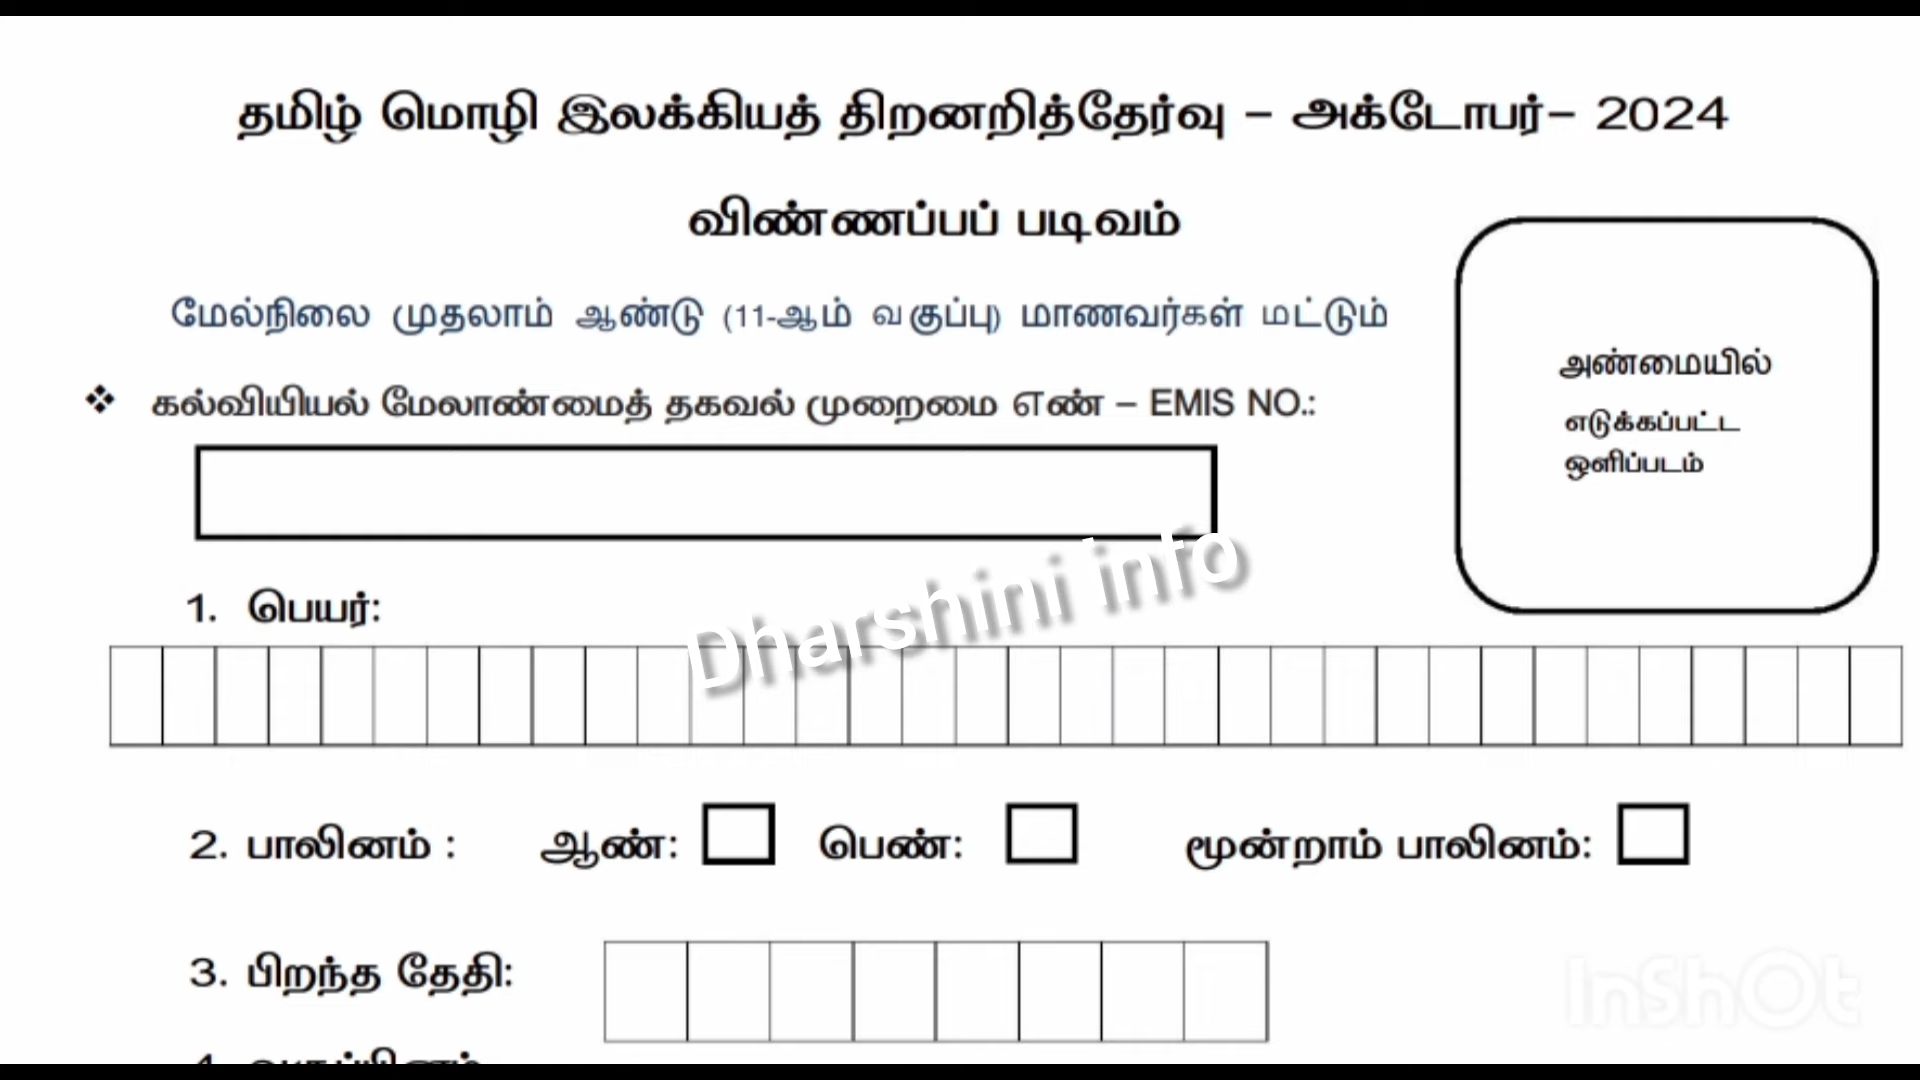 தமிழ் மொழி இலக்கியத் திறனறித்தேர்வு – அக்டோபர்– 2024
விண்ணப்பப் படிவம்
மேல்நிலை முதலாம் ஆண்டு (11-ஆம் வகுப்பு) மாணவர்கள் மட்டும்
❖ கல்வியியல் மேலாண்மைத் தகவல் முறைமை எண் – EMIS NO.:
அண்மையில்
எடுக்கப்பட்ட
ஒளிப்படம்
Dharshini info
1. பெயர்:
2. பாலினம் : ஆண்: பெண்: மூன்றாம் பாலினம்:
3. பிறந்த தேதி:
InShOt